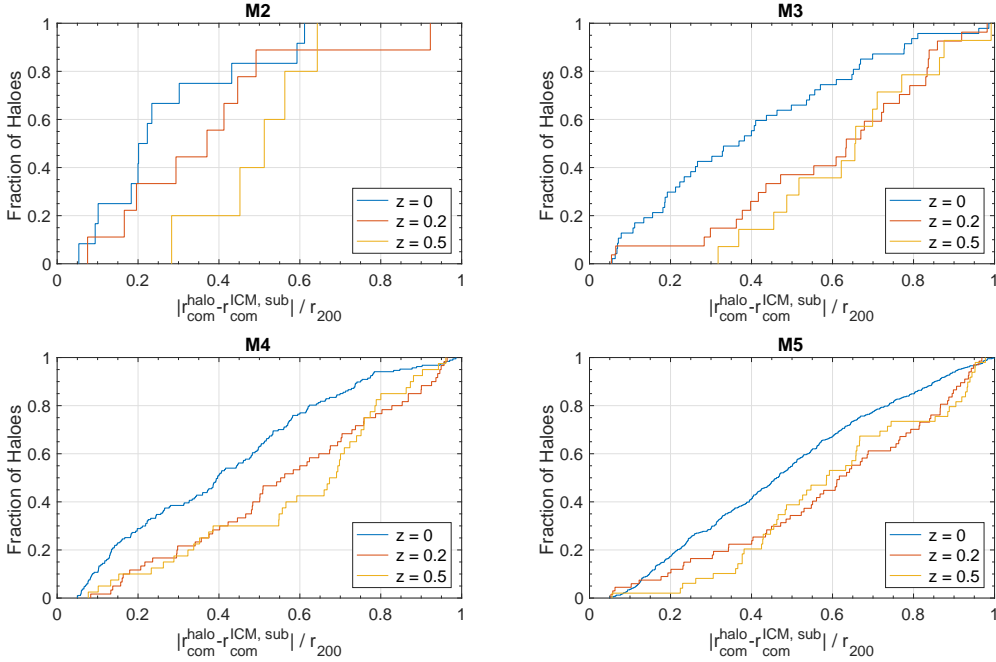 M2
Fraction of Haloes
1
0.8
0.6
0.4
0.2
0
0 0.2 0.4 0.6 0.8 1
z = 0
z = 0.2
z = 0.5
|r_com^halo-r_com^ICM, sub| / r_200
M3
Fraction of Haloes
1
0.8
0.6
0.4
0.2
0
0 0.2 0.4 0.6 0.8 1
z = 0
z = 0.2
z = 0.5
|r_com^halo-r_com^ICM, sub| / r_200
M4
Fraction of Haloes
1
0.8
0.6
0.4
0.2
0
0 0.2 0.4 0.6 0.8 1
z = 0
z = 0.2
z = 0.5
|r_com^halo-r_com^ICM, sub| / r_200
M5
Fraction of Haloes
1
0.8
0.6
0.4
0.2
0
0 0.2 0.4 0.6 0.8 1
z = 0
z = 0.2
z = 0.5
|r_com^halo-r_com^ICM, sub| / r_200